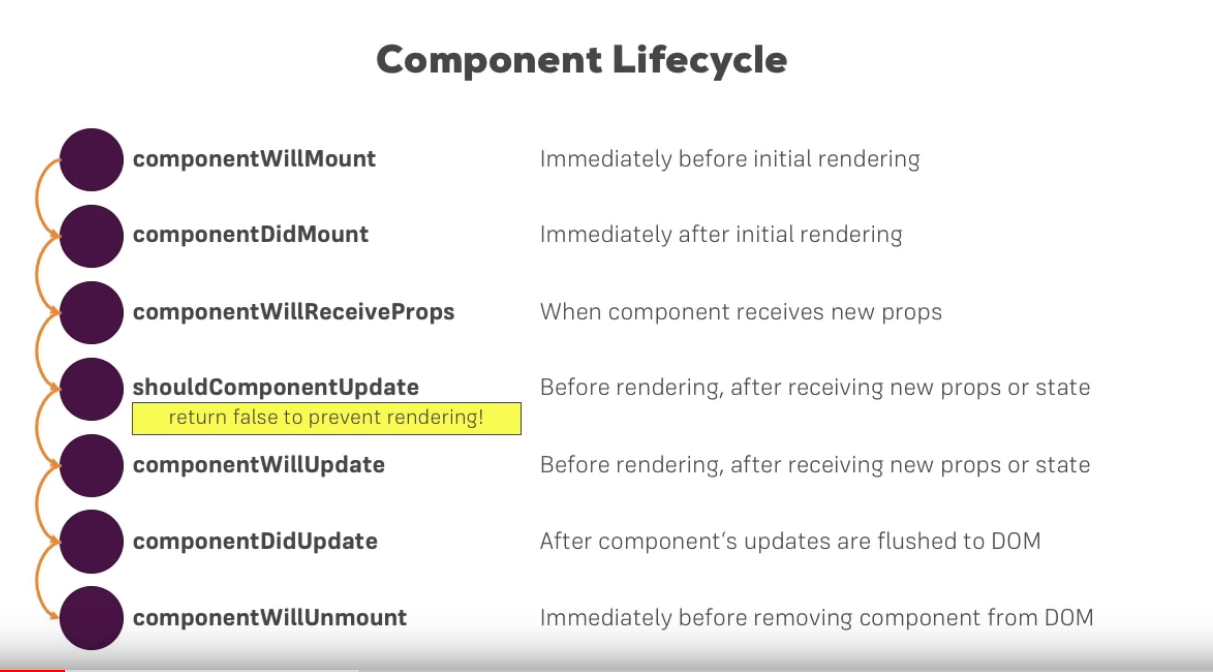 Component Lifecycle
componentWillMount Immediately before initial rendering
componentDidMount Immediately after initial rendering
componentWillReceiveProps When component receives new props
shouldComponentUpdate Before rendering, after receiving new props or state
return false to prevent rendering!
componentWillUpdate Before rendering, after receiving new props or state
componentDidUpdate After component’s updates are flushed to DOM
componentWillUnmount Immediately before removing component from DOM